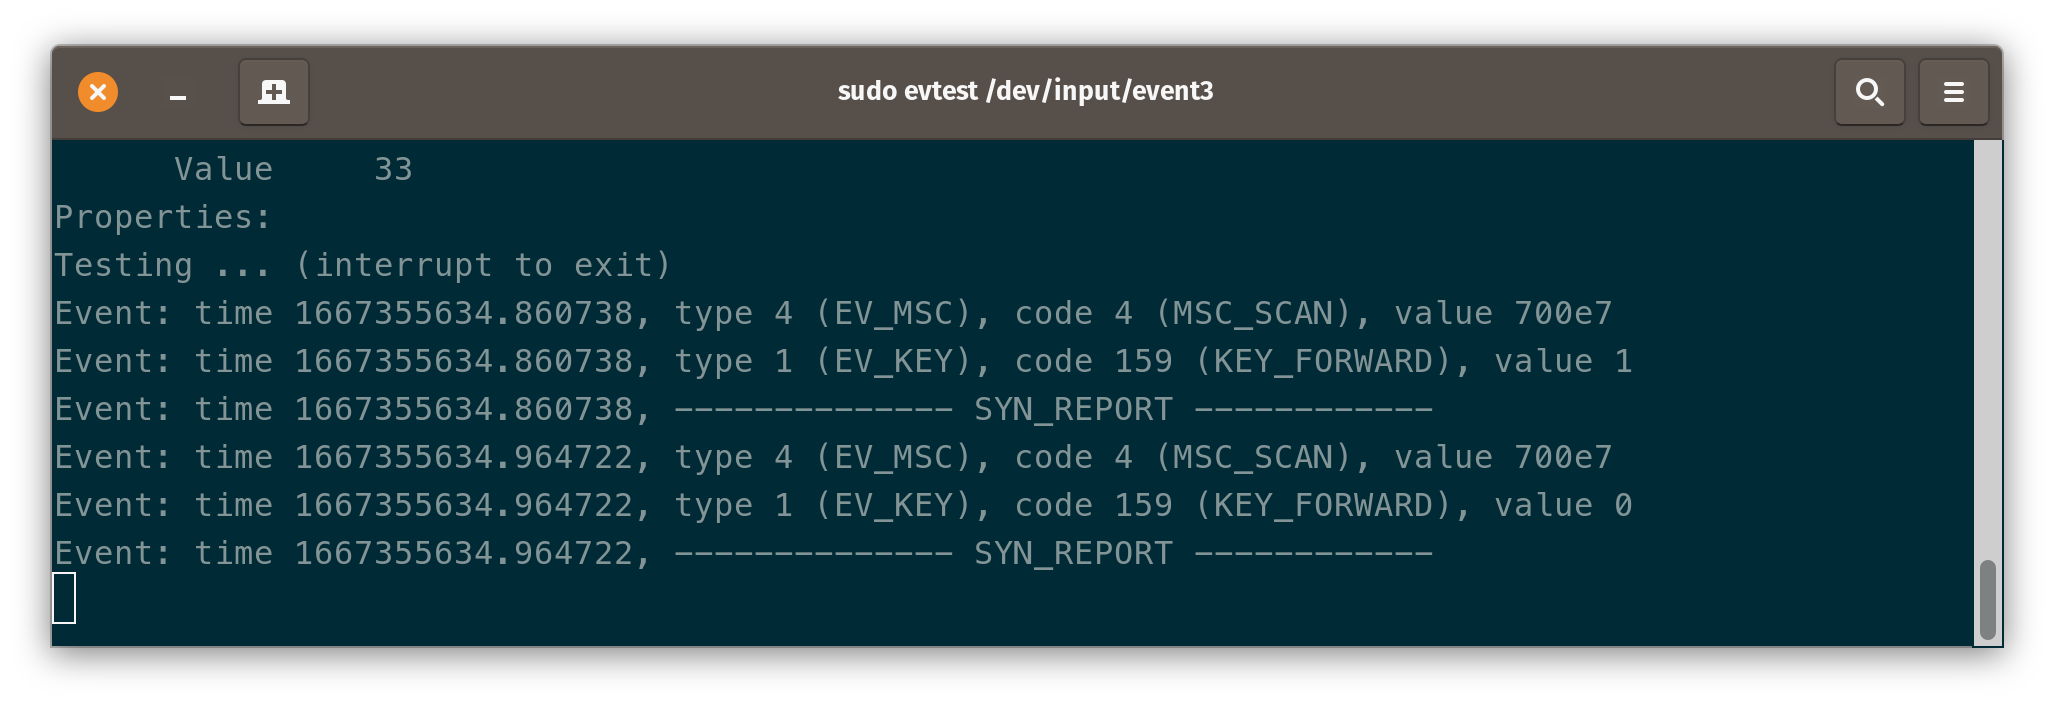 sudo evtest /dev/input/event3
Value 33
Properties:
Testing ... (interrupt to exit)
Event: time 1667355634.860738, type 4 (EV_MSC), code 4 (MSC_SCAN), value 700e7
Event: time 1667355634.860738, type 1 (EV_KEY), code 159 (KEY_FORWARD), value 1
Event: time 1667355634.860738, -------------- SYN_REPORT ------------
Event: time 1667355634.964722, type 4 (EV_MSC), code 4 (MSC_SCAN), value 700e7
Event: time 1667355634.964722, type 1 (EV_KEY), code 159 (KEY_FORWARD), value 0
Event: time 1667355634.964722, -------------- SYN_REPORT ------------